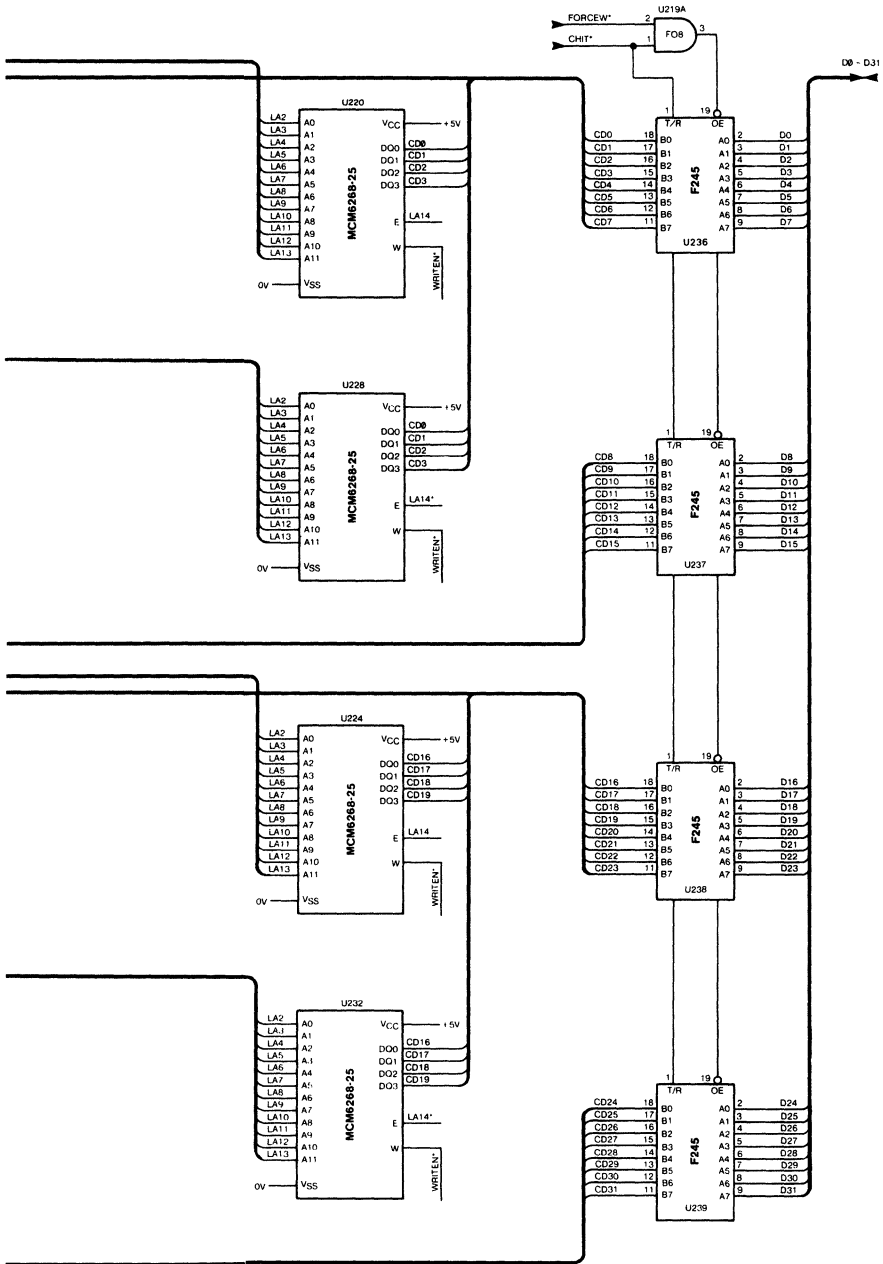 U219A
FORCEW*
2
3
F08
CHIT*
1
D0 - D31
U220
LA2 A0
LA3 A1
LA4 A2
LA5 A3
LA6 A4
LA7 A5
LA8 A6
LA9 A7
LA10 A8
LA11 A9
LA12 A10
LA13 A11
0V VSS
MCM6268-25
VCC +5V
DQ0 CD0
DQ1 CD1
DQ2 CD2
DQ3 CD3
E LA14
W WRITEN*
1 19
T/R OE
CD0 18 B0 A0 2 D0
CD1 17 B1 A1 3 D1
CD2 16 B2 A2 4 D2
CD3 15 B3 A3 5 D3
CD4 14 B4 A4 6 D4
CD5 13 B5 A5 7 D5
CD6 12 B6 A6 8 D6
CD7 11 B7 A7 9 D7
F245
U236
U228
LA2 A0
LA3 A1
LA4 A2
LA5 A3
LA6 A4
LA7 A5
LA8 A6
LA9 A7
LA10 A8
LA11 A9
LA12 A10
LA13 A11
0V VSS
MCM6268-25
VCC +5V
DQ0 CD0
DQ1 CD1
DQ2 CD2
DQ3 CD3
E LA14*
W WRITEN*
1 19
T/R OE
CD8 18 B0 A0 2 D8
CD9 17 B1 A1 3 D9
CD10 16 B2 A2 4 D10
CD11 15 B3 A3 5 D11
CD12 14 B4 A4 6 D12
CD13 13 B5 A5 7 D13
CD14 12 B6 A6 8 D14
CD15 11 B7 A7 9 D15
F245
U237
U224
LA2 A0
LA3 A1
LA4 A2
LA5 A3
LA6 A4
LA7 A5
LA8 A6
LA9 A7
LA10 A8
LA11 A9
LA12 A10
LA13 A11
0V VSS
MCM6268-25
VCC +5V
DQ0 CD16
DQ1 CD17
DQ2 CD18
DQ3 CD19
E LA14
W WRITEN*
1 19
T/R OE
CD16 18 B0 A0 2 D16
CD17 17 B1 A1 3 D17
CD18 16 B2 A2 4 D18
CD19 15 B3 A3 5 D19
CD20 14 B4 A4 6 D20
CD21 13 B5 A5 7 D21
CD22 12 B6 A6 8 D22
CD23 11 B7 A7 9 D23
F245
U238
U232
LA2 A0
LA3 A1
LA4 A2
LA5 A3
LA6 A4
LA7 A5
LA8 A6
LA9 A7
LA10 A8
LA11 A9
LA12 A10
LA13 A11
0V VSS
MCM6268-25
VCC +5V
DQ0 CD16
DQ1 CD17
DQ2 CD18
DQ3 CD19
E LA14*
W WRITEN*
1 19
T/R OE
CD24 18 B0 A0 2 D24
CD25 17 B1 A1 3 D25
CD26 16 B2 A2 4 D26
CD27 15 B3 A3 5 D27
CD28 14 B4 A4 6 D28
CD29 13 B5 A5 7 D29
CD30 12 B6 A6 8 D30
CD31 11 B7 A7 9 D31
F245
U239